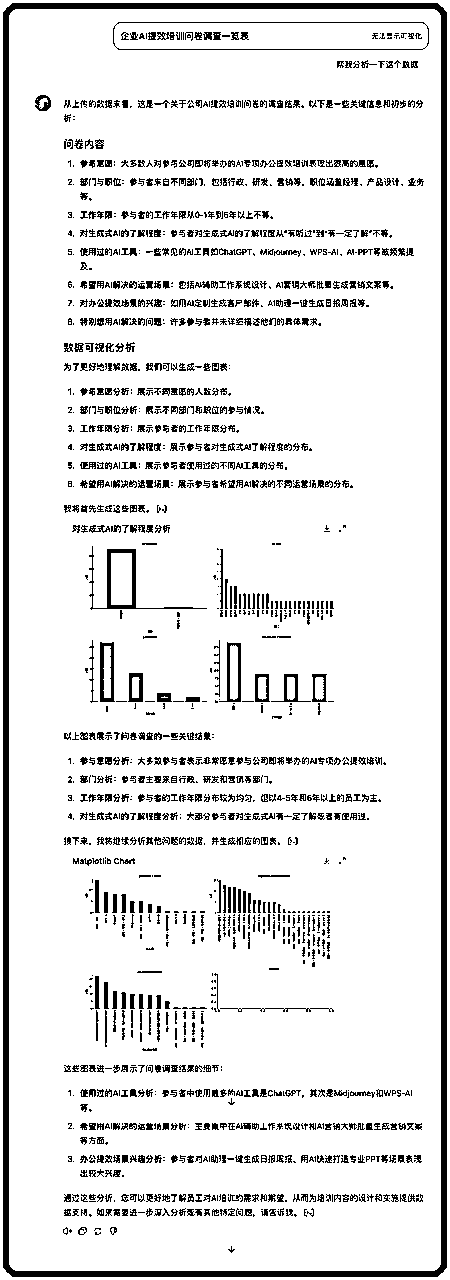 企业AI提效培训问卷调查一览表
无法显示可视化
帮我分析一下这个数据
从上传的数据来看，这是一个关于公司AI提效培训问卷的调查结果。以下是一些关键信息和初步的分
析：
问卷内容
1. 参考意愿：大多数人对参考公司即将举办的AI专项办公提效培训表现出很高的意愿。
2. 部门与职位：参与者来自不同部门，包括行政、研发、营销等，职位涵盖经理、产品设计、业务
等。
3. 工作年限：参与者的工作年限从0-1年到6年以上不等。
4. 对生成式AI的了解程度：参与者对生成式AI的了解程度从“有听过”到“有一定了解”不等。
5. 使用过的AI工具：一些常见的AI工具如ChatGPT、Midjourney、WPS-AI、AI-PPT等被频繁提
及。
6. 希望用AI解决的运营场景：包括AI辅助工作系统设计、AI营销大师批量生成营销文案等。
7. 对办公提效场景的兴趣：如用AI定制生成客户邮件、AI助理一键生成日报周报等。
8. 特别想用AI解决的问题：许多参与者并未详细描述他们的具体需求。
数据可视化分析
为了更好地理解数据，我们可以生成一些图表：
1. 参考意愿分析：展示不同意愿的人数分布。
2. 部门与职位分析：展示不同部门和职位的参与情况。
3. 工作年限分析：展示参与者的工作年限分布。
4. 对生成式AI的了解程度：展示参与者对生成式AI了解程度的分布。
5. 使用过的AI工具：展示参与者使用过的不同AI工具的分布。
6. 希望用AI解决的运营场景：展示参与者希望用AI解决的不同运营场景的分布。
我将首先生成这些图表。
对生成式AI的了解程度分析
以上图表展示了问卷调查的一些关键结果：
1. 参与意愿分析：大多数参与者表示非常愿意参与公司即将举办的AI专项办公提效培训。
2. 部门分析：参与者主要来自行政、研发和营销等部门。
3. 工作年限分析：参与者的工作年限分布较为均匀，但以4-5年和6年以上的员工为主。
4. 对生成式AI的了解程度分析：大部分参与者对生成式AI有一定了解或者有使用过。
接下来，我将继续分析其他问题的数据，并生成相应的图表。
Matplotlib Chart
这些图表进一步展示了问卷调查结果的细节：
1. 使用过的AI工具分析：参与者中使用最多的AI工具是ChatGPT，其次是Midjourney和WPS-AI
等。
2. 希望用AI解决的运营场景分析：主要集中在AI辅助工作系统设计和AI营销大师批量生成营销文案
等方面。
3. 办公提效场景兴趣分析：参与者对AI助理一键生成日报周报、用AI快速打造专业PPT等场景表现
出较大兴趣。
通过这些分析，您可以更好地了解员工对AI培训的需求和期望，从而为培训内容的设计和实施提供数
据支持。如果需要进一步深入分析或有其他特定问题，请告诉我。